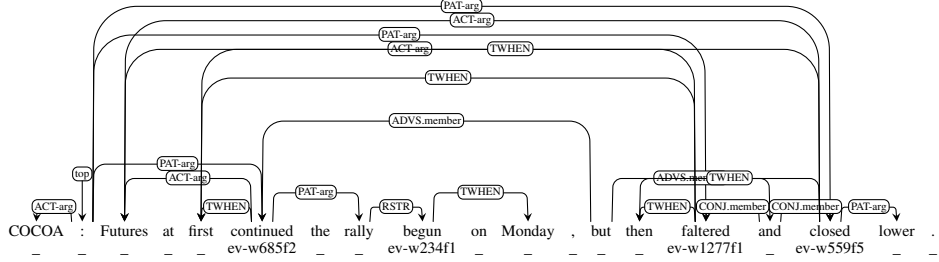 PAT-arg
ACT-arg
PAT-arg
ACT-arg TWHEN
TWHEN
ADVS.member
PAT-arg
top ACT-arg ADVS.mem TWHEN
PAT-arg TWHEN
ACT-arg TWHEN RSTR TWHEN CONJ.member CONJ.member PAT-arg
COCOA : Futures at first continued the rally begun on Monday , but then faltered and closed lower .
_ _ _ _ _ ev-w685f2 _ _ ev-w234f1 _ _ _ _ _ ev-w1277f1 _ ev-w559f5 _ _